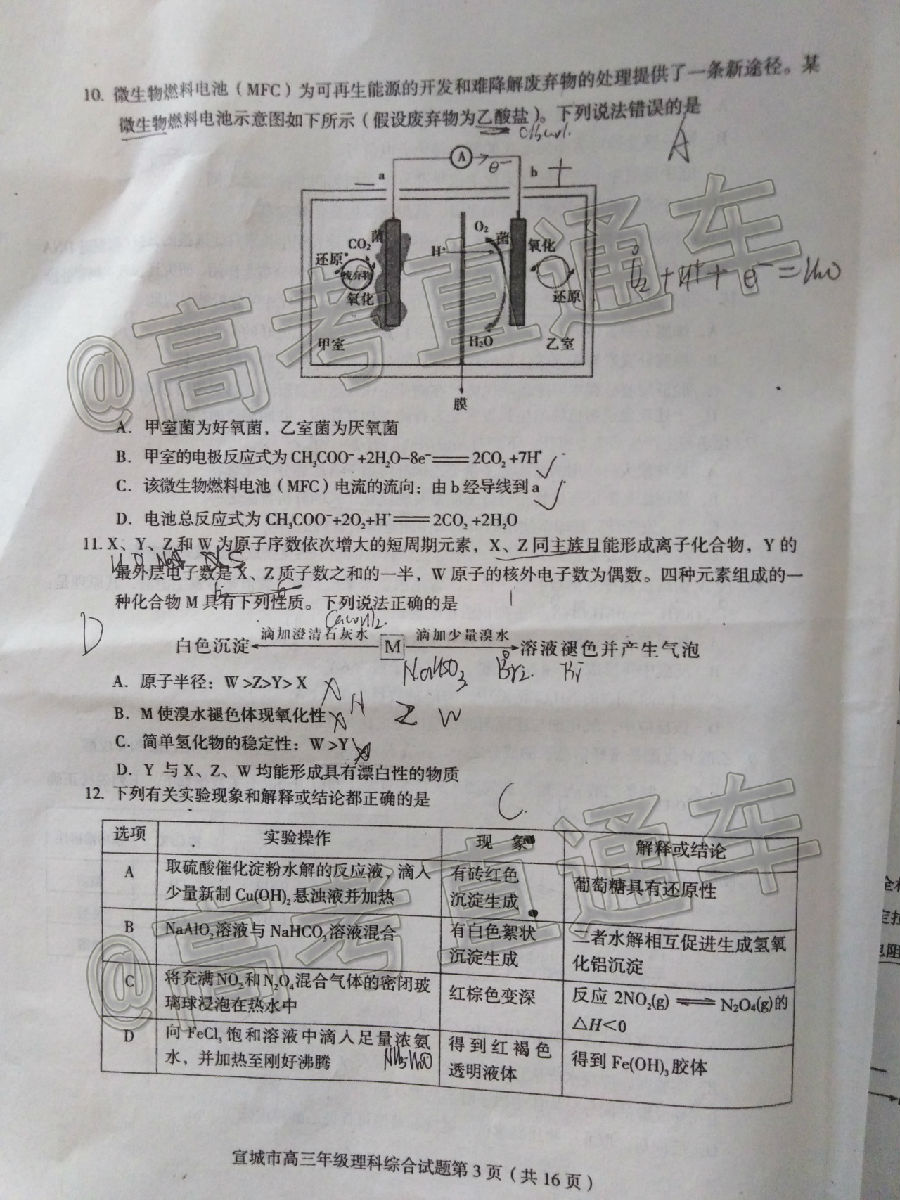 10. 微生物燃料电池（MFC）为可再生能源的开发和难降解废弃物的处理提供了一条新途径。某
微生物燃料电池示意图如下所示（假设废弃物为乙酸盐）。下列说法错误的是
A
A
e⁻
a
b
—
+
CO₂
菌
还原
氧化
甲室
H⁺
O₂
H₂O
菌
氧化
还原
乙室
膜
+H⁺+e⁻=H₂O
A．甲室菌为好氧菌，乙室菌为厌氧菌
B．甲室的电极反应式为CH₃COO⁻+2H₂O−8e⁻═══2CO₂+7H⁺
C．该微生物燃料电池（MFC）电流的流向：由b经导线到a
D．电池总反应式为CH₃COO⁻+2O₂+H⁺═══2CO₂+2H₂O
11. X、Y、Z和W为原子序数依次增大的短周期元素，X、Z同主族且能形成离子化合物，Y的
最外层电子数是X、Z质子数之和的一半，W原子的核外电子数为偶数。四种元素组成的一
种化合物M具有下列性质。下列说法正确的是
D
白色沉淀 滴加澄清石灰水 M 滴加少量溴水 溶液褪色并产生气泡
NaHSO₃ Br₂
A．原子半径：W>Z>Y>X
B．M使溴水褪色体现氧化性
H Z W
C．简单氢化物的稳定性：W>Y
D．Y与X、Z、W均能形成具有漂白性的物质
12. 下列有关实验现象和解释或结论都正确的是
C
选项 实验操作 现象 解释或结论
A 取硫酸催化淀粉水解的反应液，滴入少量新制Cu(OH)₂悬浊液并加热 有砖红色沉淀生成 葡萄糖具有还原性
B NaAlO₂溶液与NaHCO₃溶液混合 有白色絮状沉淀生成 二者水解相互促进生成氢氧化铝沉淀
C 将充满NO₂和N₂O₄混合气体的密闭玻璃球浸泡在热水中 红棕色变深 反应2NO₂(g)⇌N₂O₄(g)的△H<0
D 向FeCl₃饱和溶液中滴入足量浓氨水，并加热至刚好沸腾 得到红褐色透明液体 得到Fe(OH)₃胶体
NH₃·H₂O
宣城市高三年级理科综合试题第3页（共16页）
@高考直通车
@高考直通车